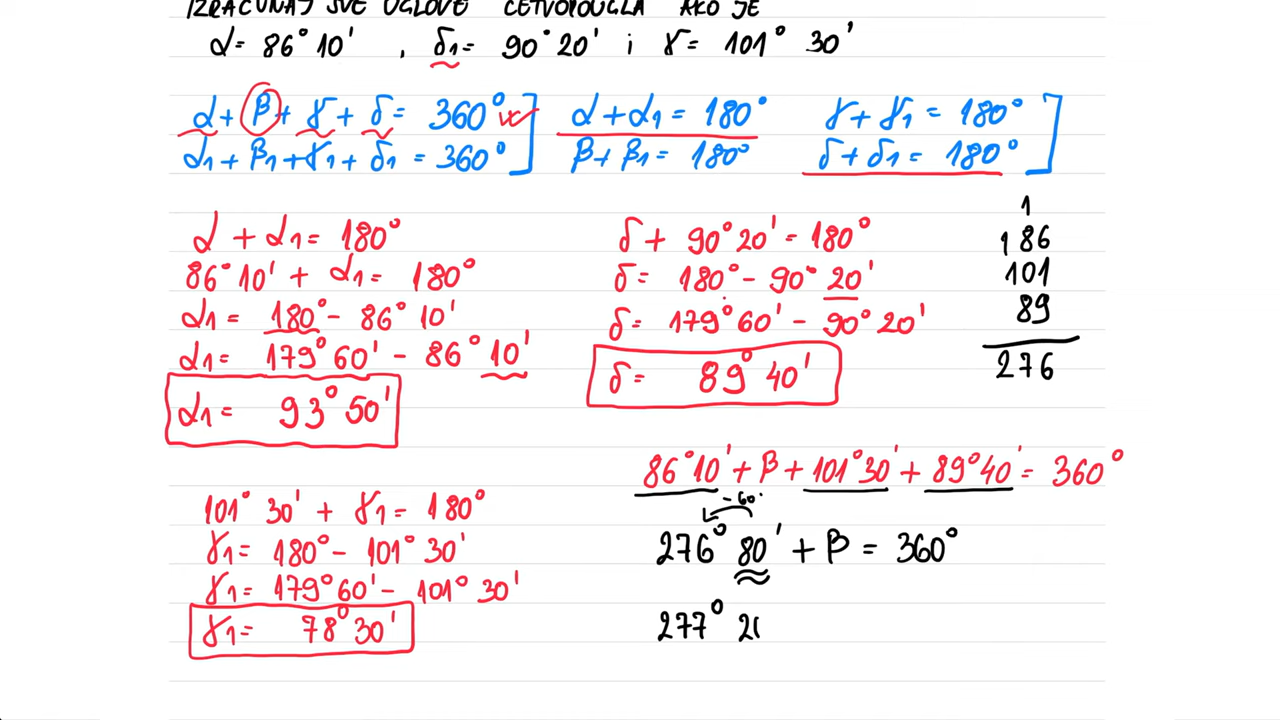 IZRAČUNAJ SVE UGLOVE ČETVOROUGLA AKO JE
α = 86° 10' , δ1 = 90° 20' i γ = 101° 30'
α + β + γ + δ = 360°
α1 + β1 + γ1 + δ1 = 360°
α + α1 = 180°
β + β1 = 180°
γ + γ1 = 180°
δ + δ1 = 180°
α + α1 = 180°
86° 10' + α1 = 180°
α1 = 180° - 86° 10'
α1 = 179° 60' - 86° 10'
α1 = 93° 50'
δ + 90° 20' = 180°
δ = 180° - 90° 20'
δ = 179° 60' - 90° 20'
δ = 89° 40'
1
186
101
89
276
101° 30' + γ1 = 180°
γ1 = 180° - 101° 30'
γ1 = 179° 60' - 101° 30'
γ1 = 78° 30'
86° 10' + β + 101° 30' + 89° 40' = 360°
-60'
276° 80' + β = 360°
277° 2